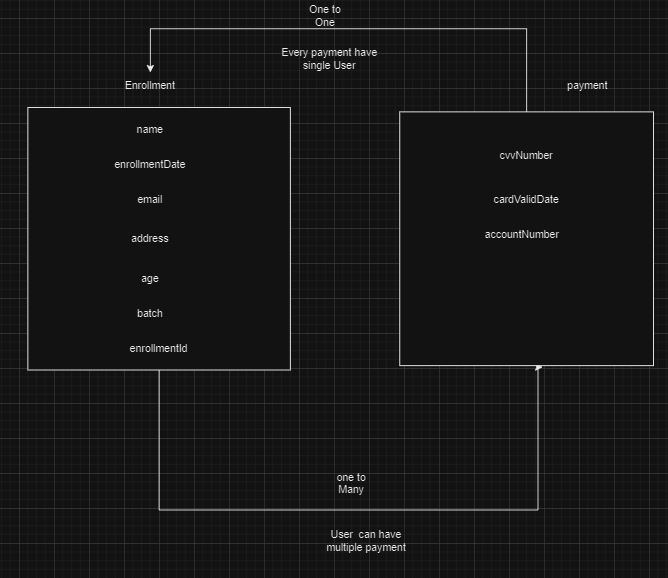 One to
One
Every payment have
single User
Enrollment
payment
name
enrollmentDate
email
address
age
batch
enrollmentId
cvvNumber
cardValidDate
accountNumber
one to
Many
User can have
multiple payment